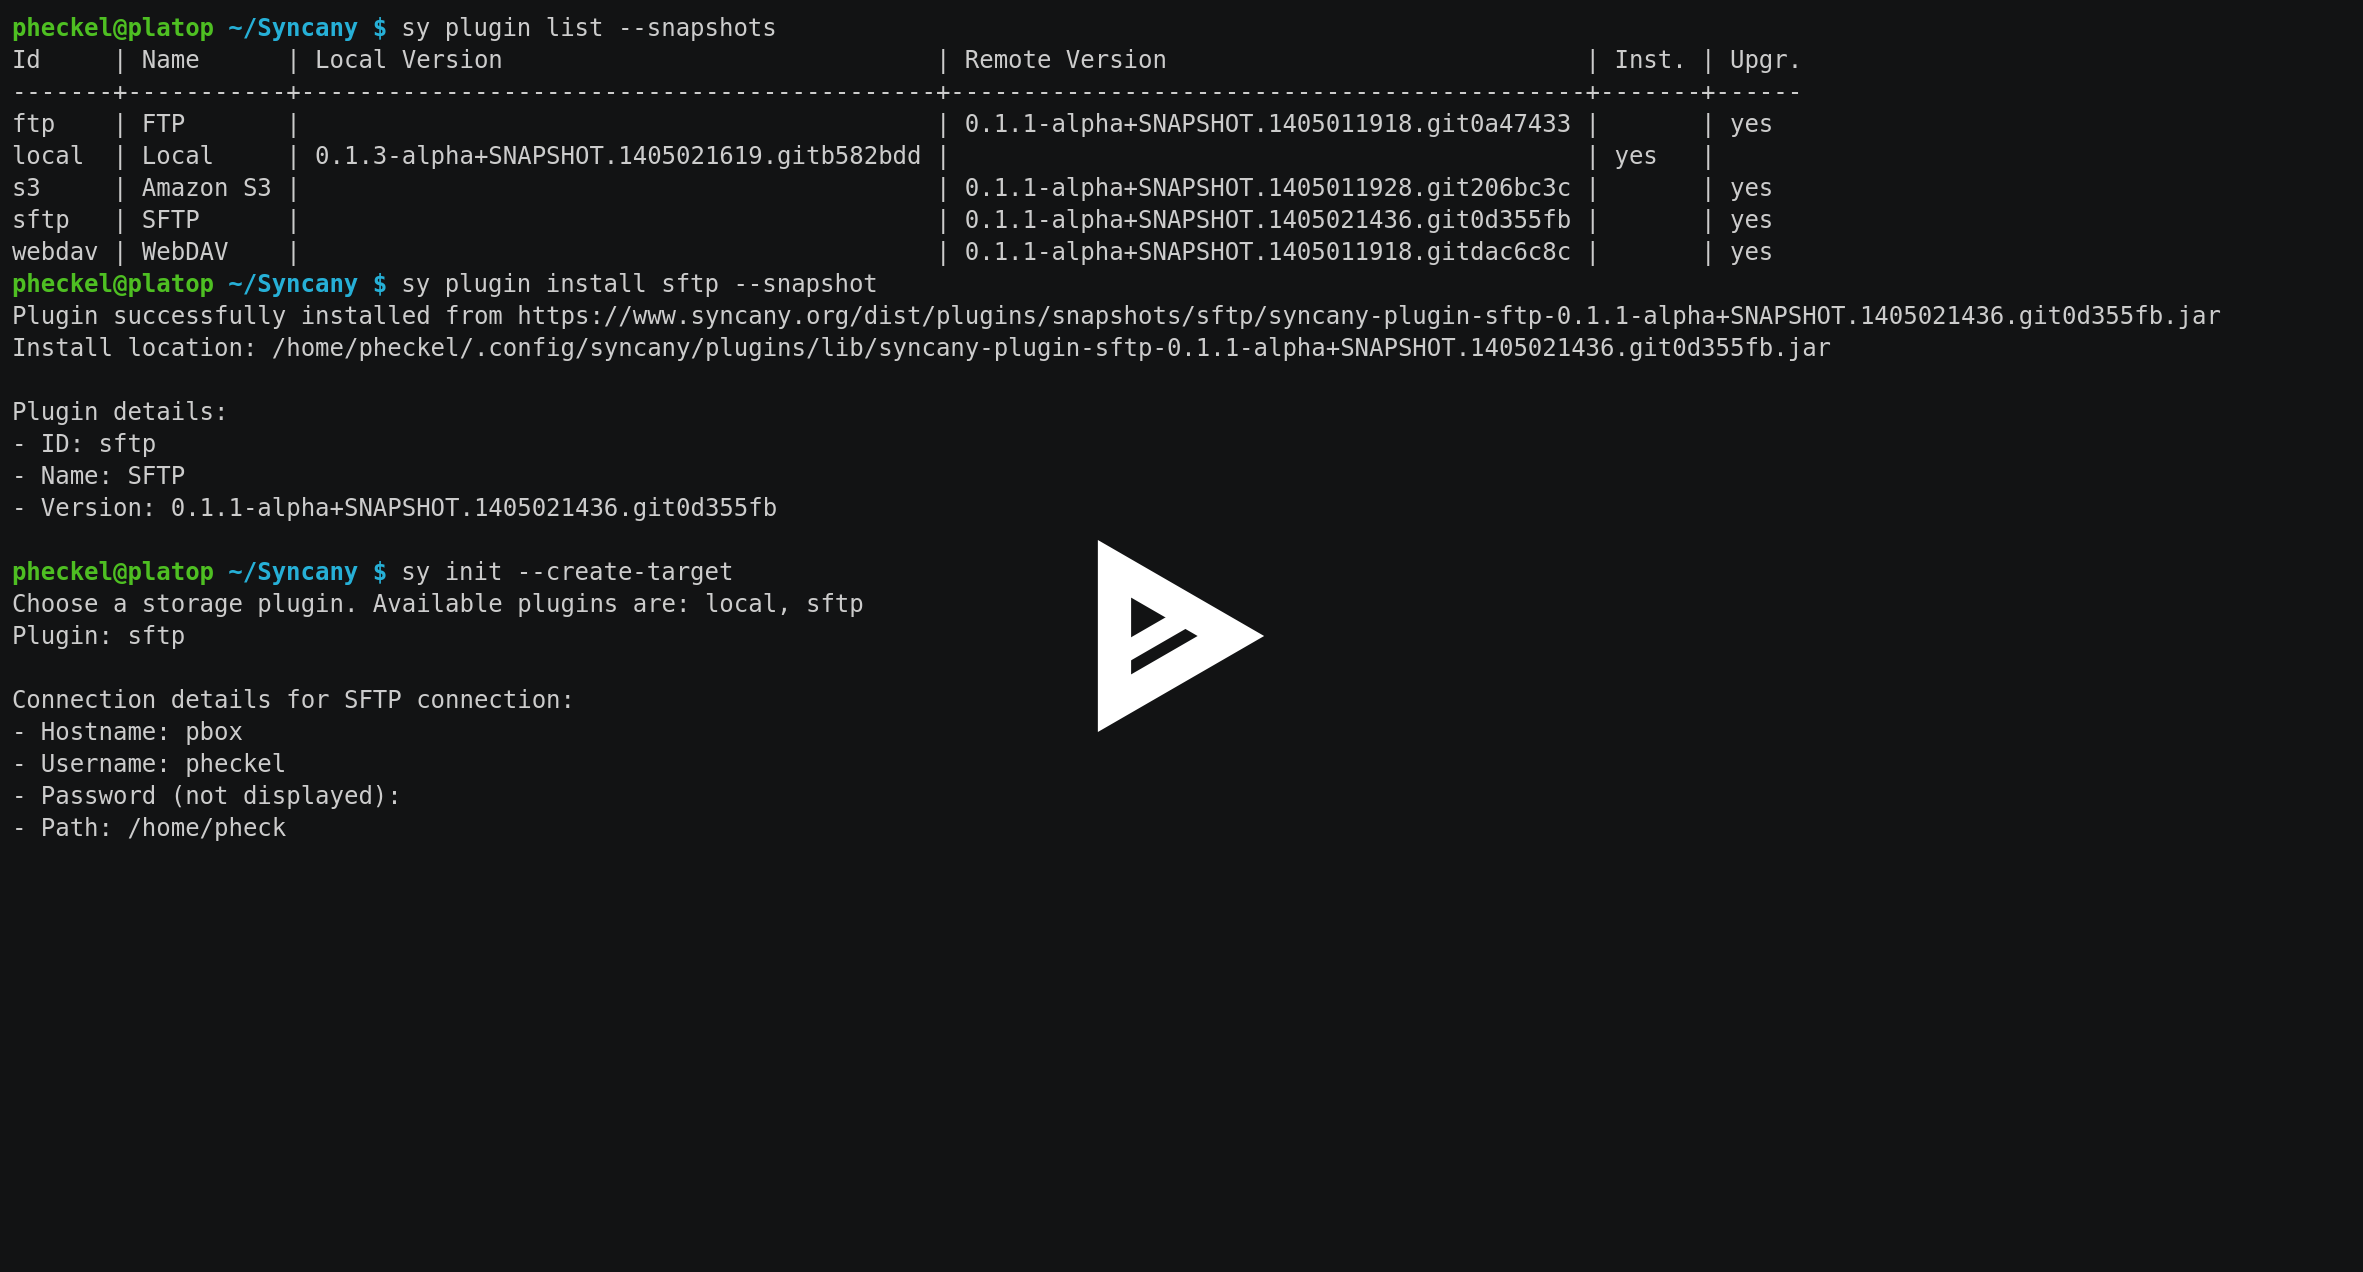 pheckel@platop ~/Syncany $ sy plugin list --snapshots
Id     | Name      | Local Version                              | Remote Version                             | Inst. | Upgr.
-------+-----------+--------------------------------------------+--------------------------------------------+-------+------
ftp    | FTP       |                                            | 0.1.1-alpha+SNAPSHOT.1405011918.git0a47433 |       | yes
local  | Local     | 0.1.3-alpha+SNAPSHOT.1405021619.gitb582bdd |                                            | yes   |
s3     | Amazon S3 |                                            | 0.1.1-alpha+SNAPSHOT.1405011928.git206bc3c |       | yes
sftp   | SFTP      |                                            | 0.1.1-alpha+SNAPSHOT.1405021436.git0d355fb |       | yes
webdav | WebDAV    |                                            | 0.1.1-alpha+SNAPSHOT.1405011918.gitdac6c8c |       | yes
pheckel@platop ~/Syncany $ sy plugin install sftp --snapshot
Plugin successfully installed from https://www.syncany.org/dist/plugins/snapshots/sftp/syncany-plugin-sftp-0.1.1-alpha+SNAPSHOT.1405021436.git0d355fb.jar
Install location: /home/pheckel/.config/syncany/plugins/lib/syncany-plugin-sftp-0.1.1-alpha+SNAPSHOT.1405021436.git0d355fb.jar

Plugin details:
- ID: sftp
- Name: SFTP
- Version: 0.1.1-alpha+SNAPSHOT.1405021436.git0d355fb

pheckel@platop ~/Syncany $ sy init --create-target
Choose a storage plugin. Available plugins are: local, sftp
Plugin: sftp

Connection details for SFTP connection:
- Hostname: pbox
- Username: pheckel
- Password (not displayed):
- Path: /home/pheck